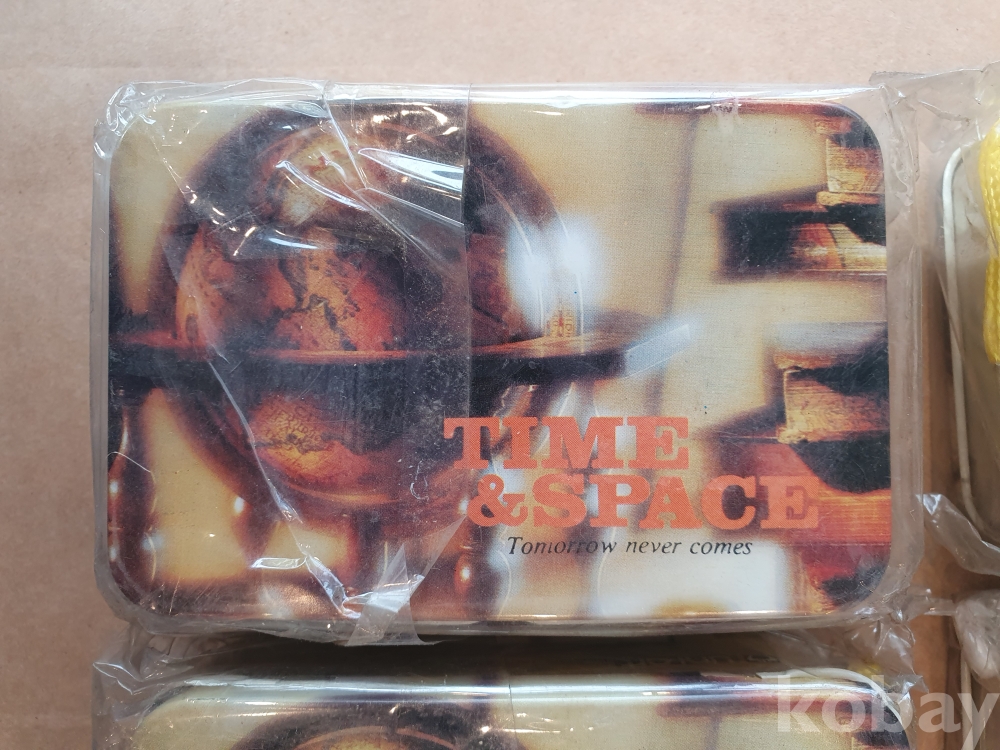 TIME
&SPACE
Tomorrow never comes
kobay